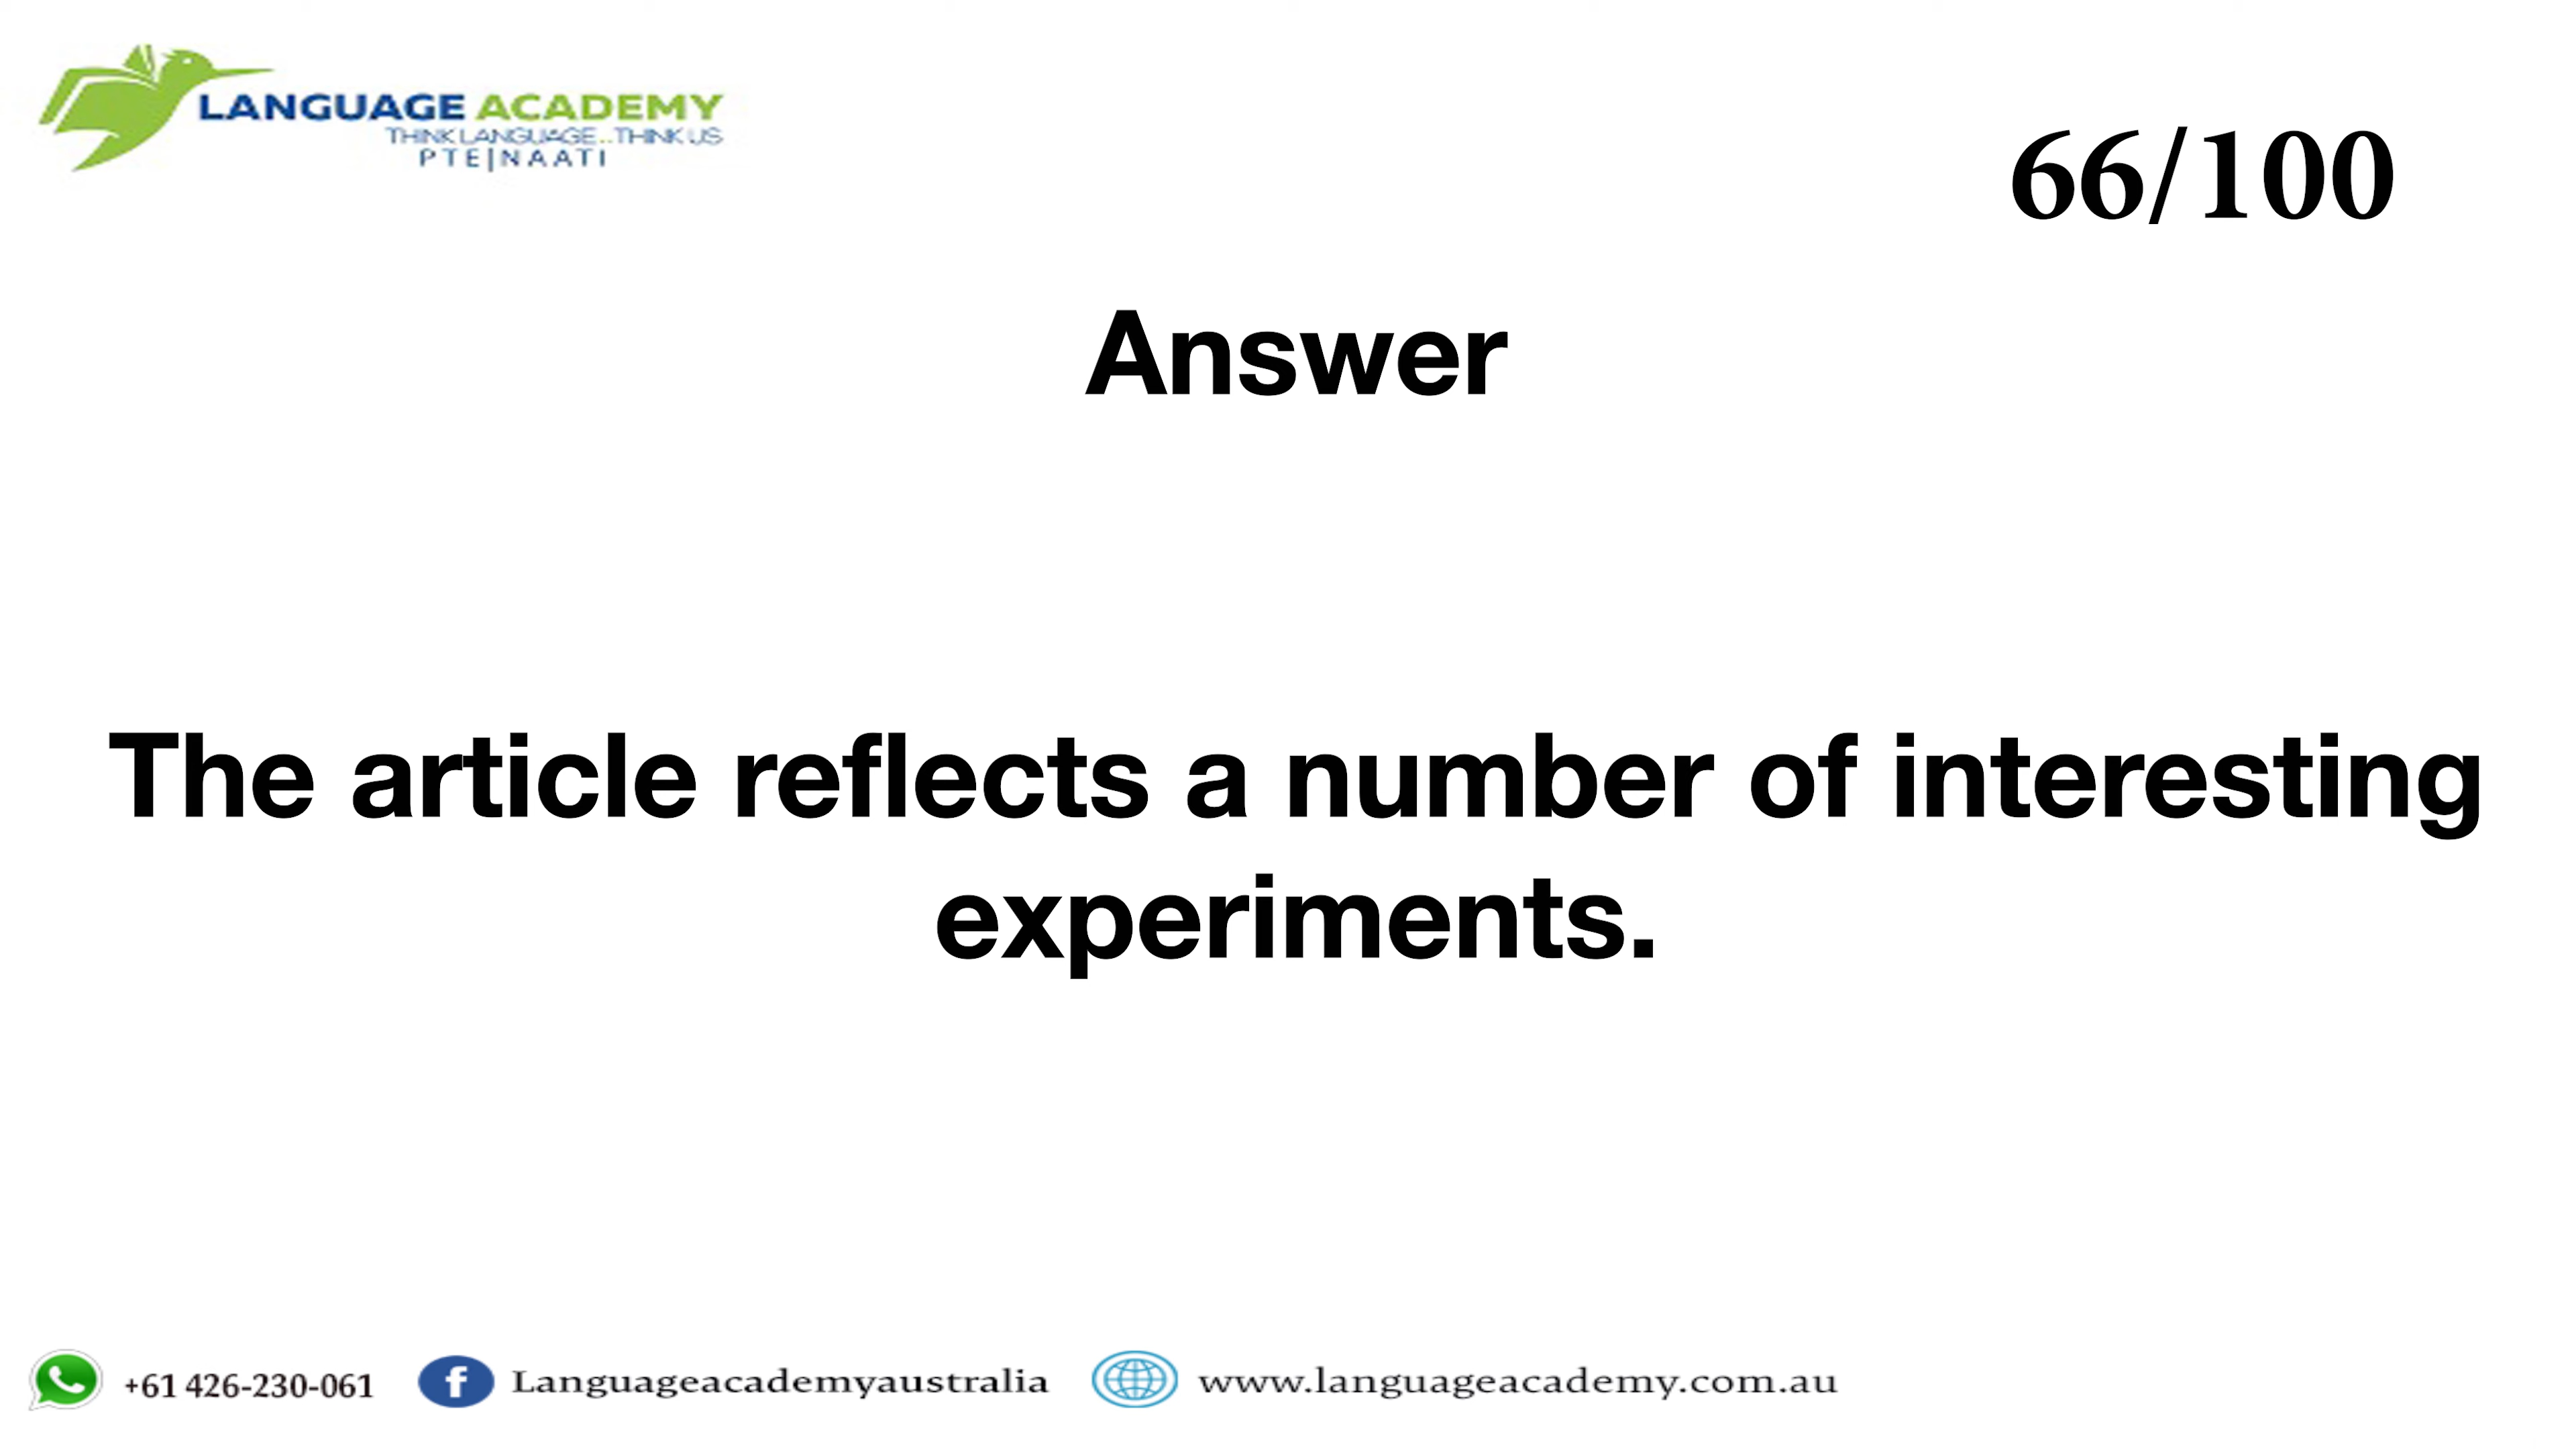 LANGUAGE ACADEMY
THINK LANGUAGE..THINK US
PTE|NAATI
66/100
Answer
The article reflects a number of interesting
experiments.
+61 426-230-061 Languageacademyaustralia www.languageacademy.com.au